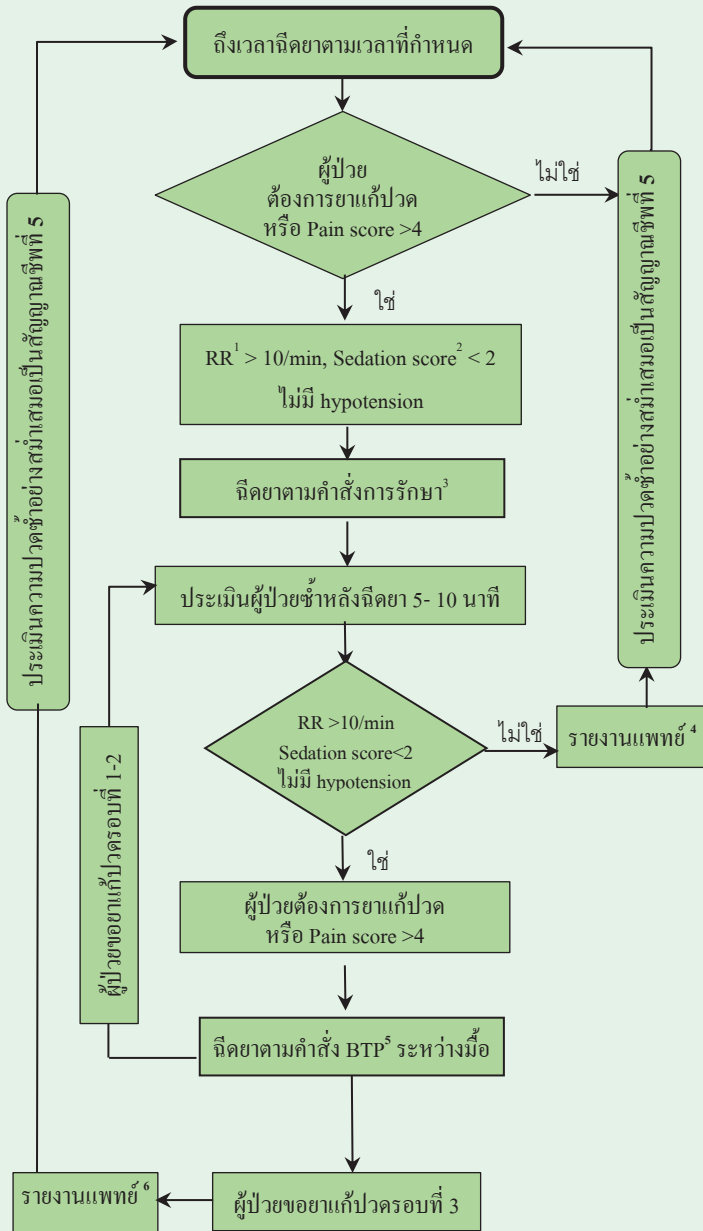 ถึงเวลาฉีดยาตามเวลาที่กำหนด
ผู้ป่วย
ต้องการยาแก้ปวด
หรือ Pain score >4
ไม่ใช่
ใช่
RR¹ > 10/min, Sedation score² < 2
ไม่มี hypotension
ฉีดยาตามคำสั่งการรักษา³
ประเมินผู้ป่วยซ้ำหลังฉีดยา 5- 10 นาที
RR >10/min
Sedation score<2
ไม่มี hypotension
ไม่ใช่
รายงานแพทย์ ⁴
ใช่
ผู้ป่วยต้องการยาแก้ปวด
หรือ Pain score >4
ฉีดยาตามคำสั่ง BTP⁵ ระหว่างมื้อ
ผู้ป่วยขอยาแก้ปวดรอบที่ 1-2
ผู้ป่วยขอยาแก้ปวดรอบที่ 3
รายงานแพทย์ ⁶
ประเมินความปวดซ้ำอย่างสม่ำเสมอเป็นสัญญาณชีพที่ 5
ประเมินความปวดซ้ำอย่างสม่ำเสมอเป็นสัญญาณชีพที่ 5